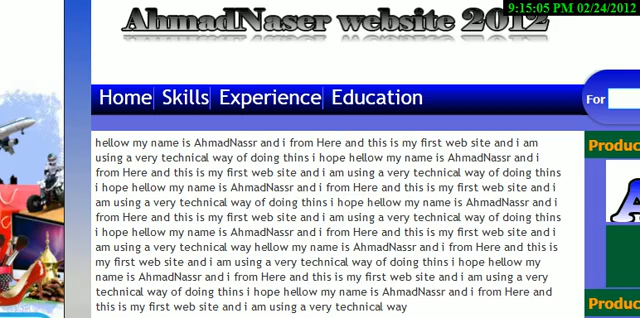 AhmadNaser website 2012
9:15:05 PM 02/24/2012
Home Skills Experience Education
For
hellow my name is AhmadNassr and i from Here and this is my first web site and i am
using a very technical way of doing thins i hope hellow my name is AhmadNassr and i
from Here and this is my first web site and i am using a very technical way of doing thins
i hope hellow my name is AhmadNassr and i from Here and this is my first web site and i
am using a very technical way of doing thins i hope hellow my name is AhmadNassr and i
from Here and this is my first web site and i am using a very technical way of doing thins
i hope hellow my name is AhmadNassr and i from Here and this is my first web site and i
am using a very technical way hellow my name is AhmadNassr and i from Here and this is
my first web site and i am using a very technical way of doing thins i hope hellow my
name is AhmadNassr and i from Here and this is my first web site and i am using a very
technical way of doing thins i hope hellow my name is AhmadNassr and i from Here and
this is my first web site and i am using a very technical way
Produc
Produc